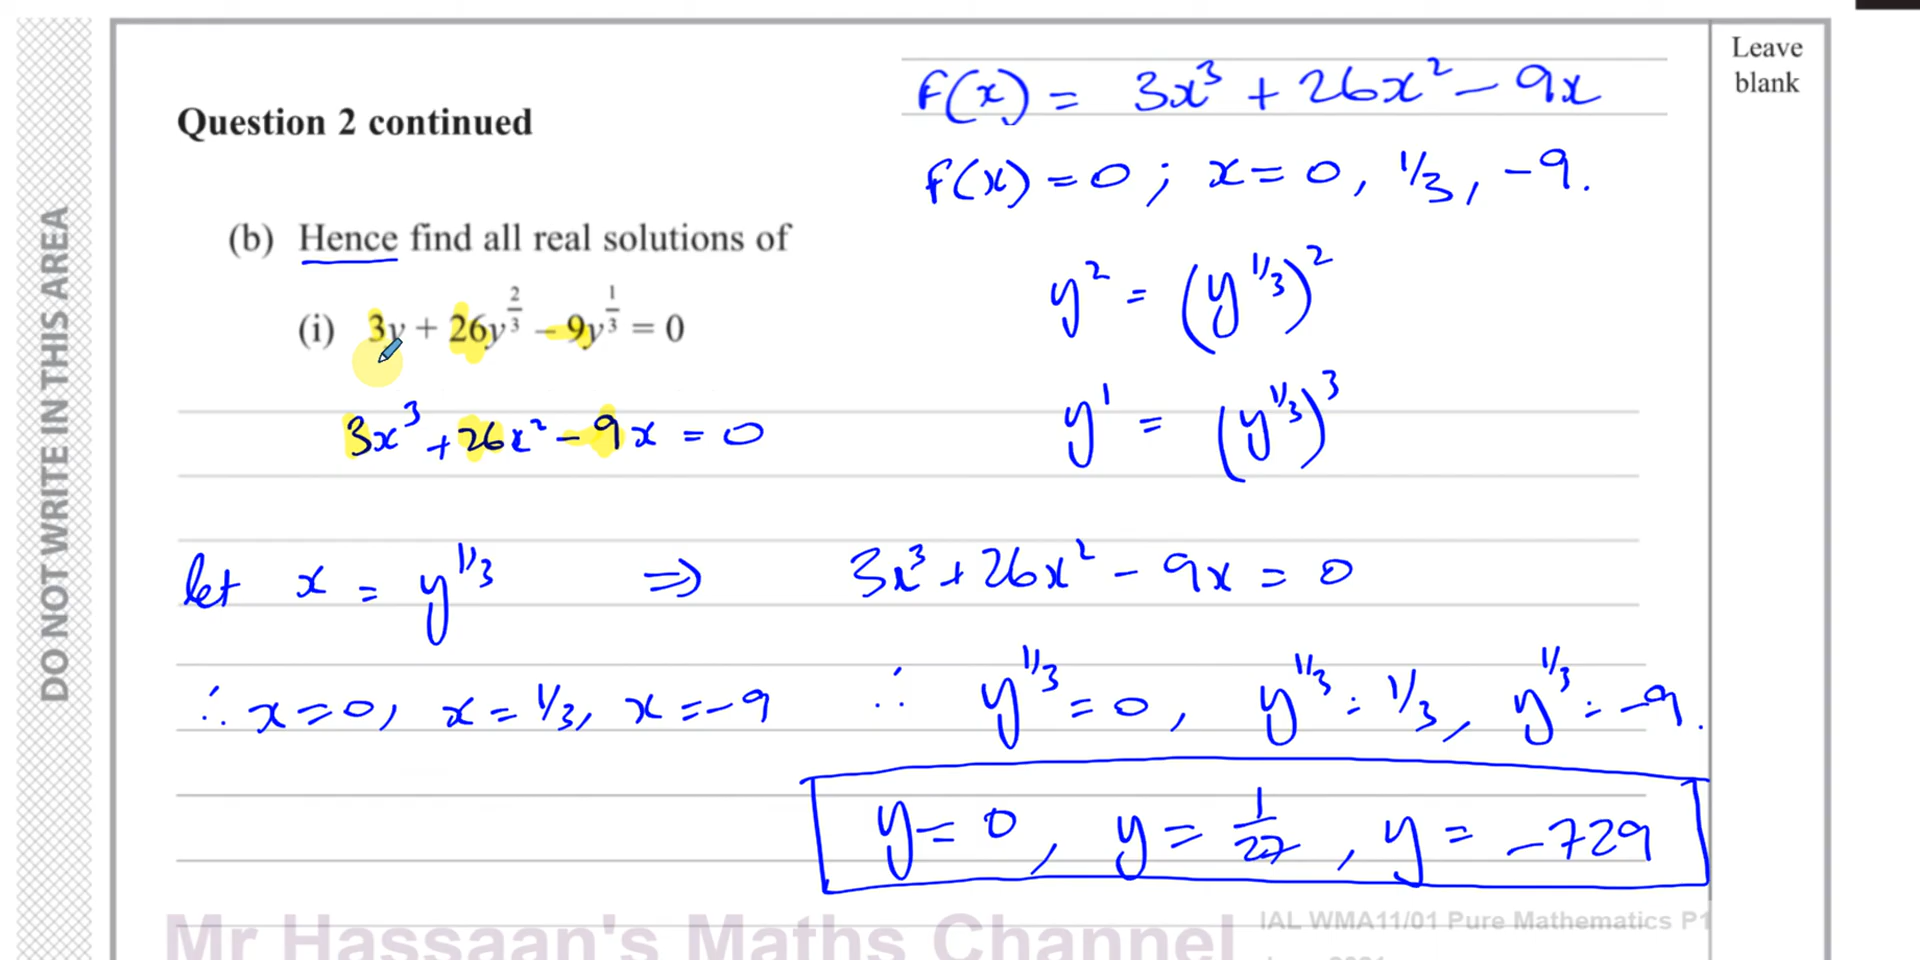 Leave
blank
f(x) = 3x³ + 26x² - 9x
Question 2 continued
f(x) = 0 ; x = 0, 1/3, -9.
(b) Hence find all real solutions of
y² = (y^{1/3})²
(i) 3y + 26y^{2/3} - 9y^{1/3} = 0
y¹ = (y^{1/3})³
3x³ + 26x² - 9x = 0
let x = y^{1/3} ⇒ 3x³ + 26x² - 9x = 0
∴ x = 0, x = 1/3, x = -9 ∴ y^{1/3} = 0, y^{1/3} = 1/3, y^{1/3} = -9.
y = 0, y = 1/27, y = -729
Mr Hassaan's Maths Channel
IAL WMA11/01 Pure Mathematics P1
DO NOT WRITE IN THIS AREA